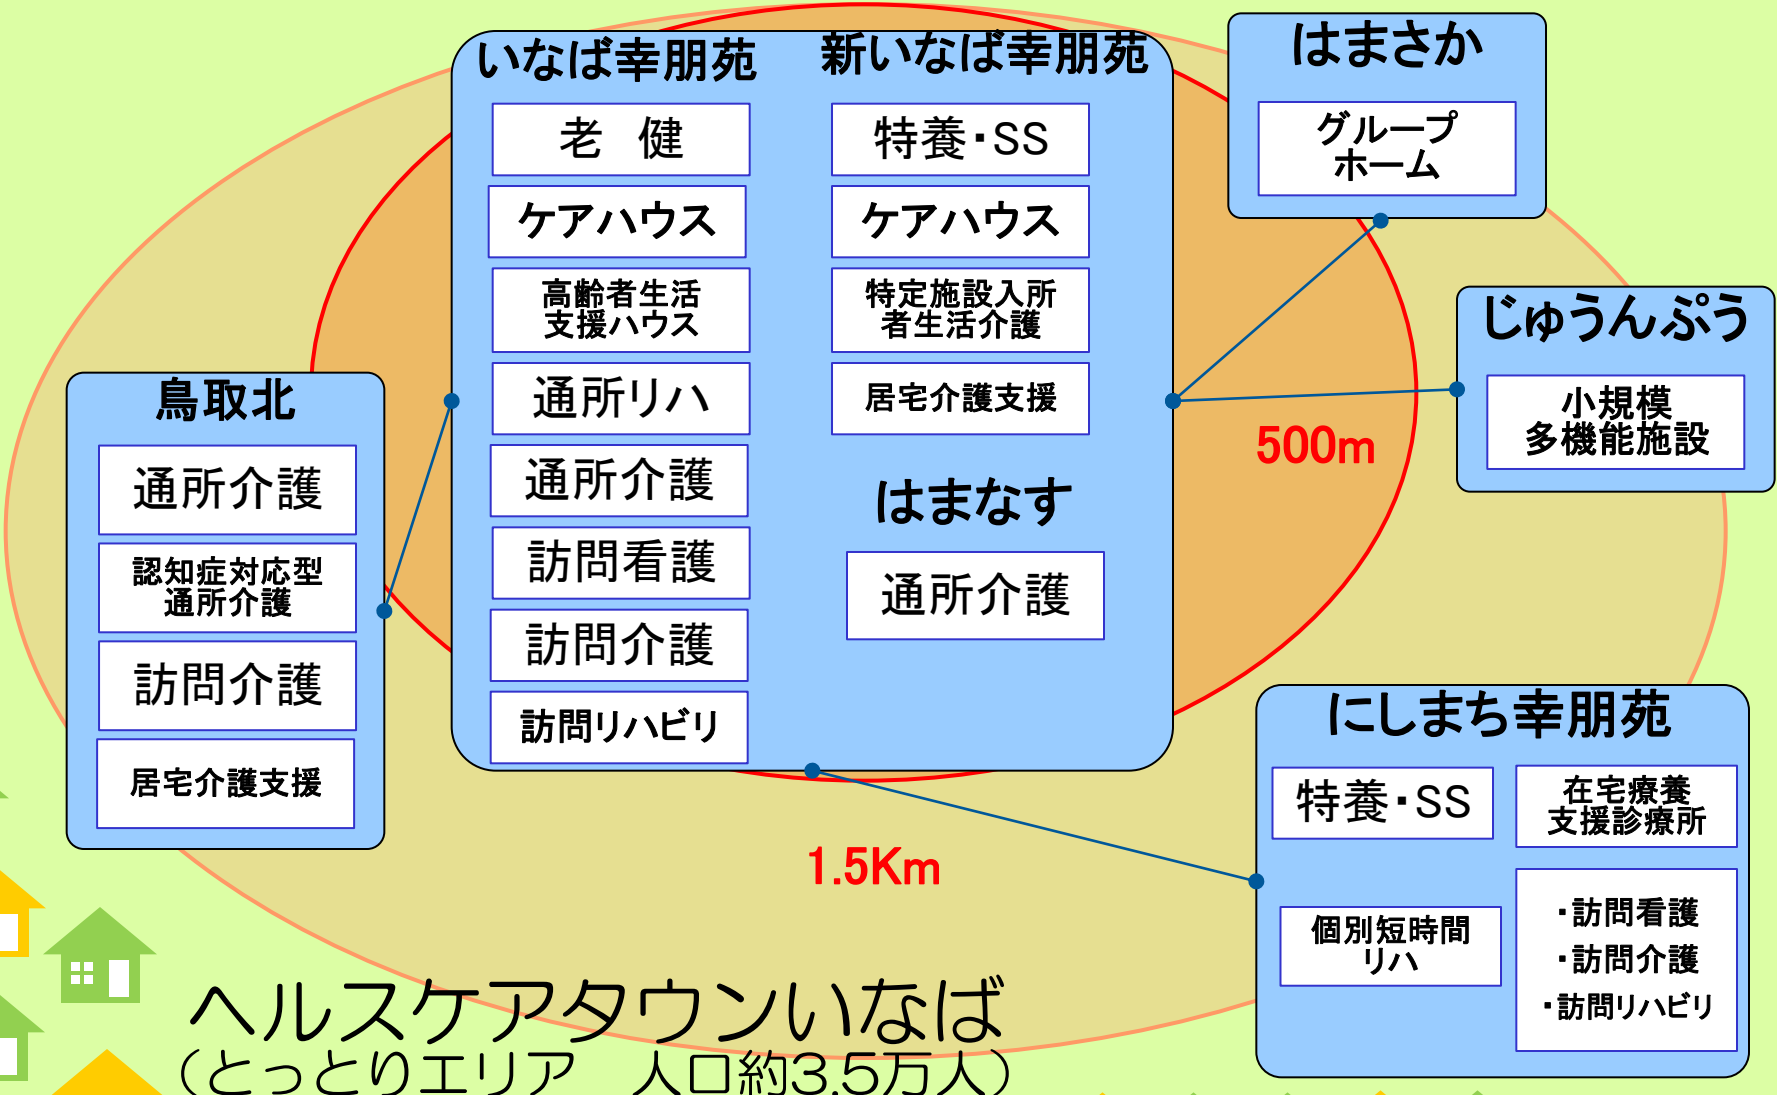 いなば幸朋苑
老　健
ケアハウス
高齢者生活
支援ハウス
通所リハ
通所介護
訪問看護
訪問介護
訪問リハビリ
新いなば幸朋苑
特養・SS
ケアハウス
特定施設入所
者生活介護
居宅介護支援
はまなす
通所介護
はまさか
グループ
ホーム
じゅうんぷう
小規模
多機能施設
500m
鳥取北
通所介護
認知症対応型
通所介護
訪問介護
居宅介護支援
にしまち幸朋苑
特養・SS
在宅療養
支援診療所
個別短時間
リハ
・訪問看護
・訪問介護
・訪問リハビリ
1.5Km
ヘルスケアタウンいなば
（とっとりエリア　人口約3.5万人）